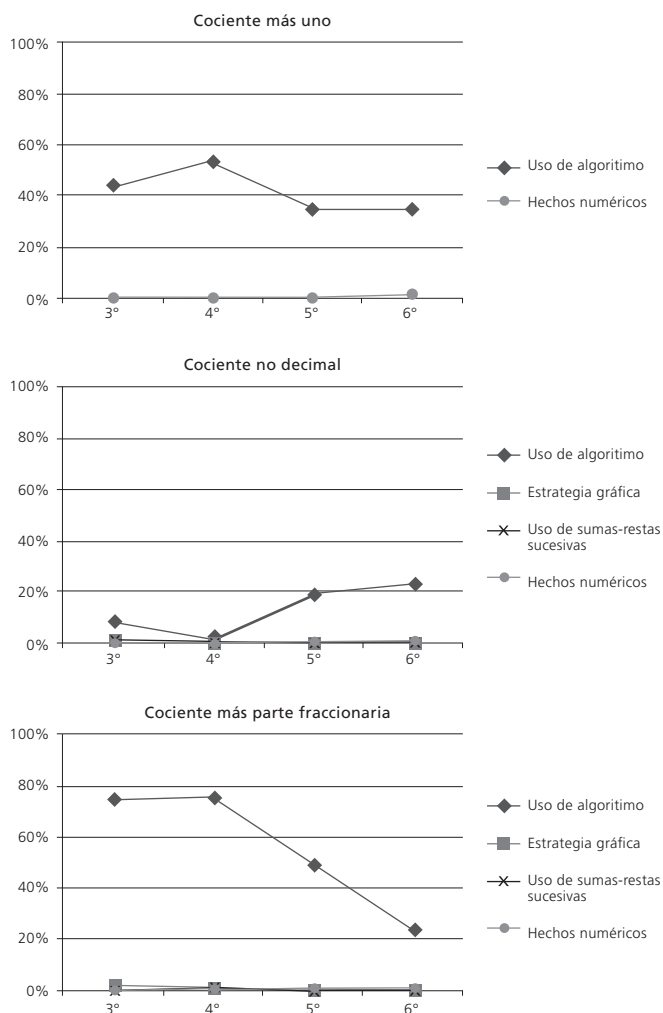 Cociente más uno
100%
80%
60%
40%
20%
0%
3°
4°
5°
6°
Uso de algoritimo
Hechos numéricos
Cociente no decimal
100%
80%
60%
40%
20%
0%
3°
4°
5°
6°
Uso de algoritimo
Estrategia gráfica
Uso de sumas-restas
sucesivas
Hechos numéricos
Cociente más parte fraccionaria
100%
80%
60%
40%
20%
0%
3°
4°
5°
6°
Uso de algoritimo
Estrategia gráfica
Uso de sumas-restas
sucesivas
Hechos numéricos